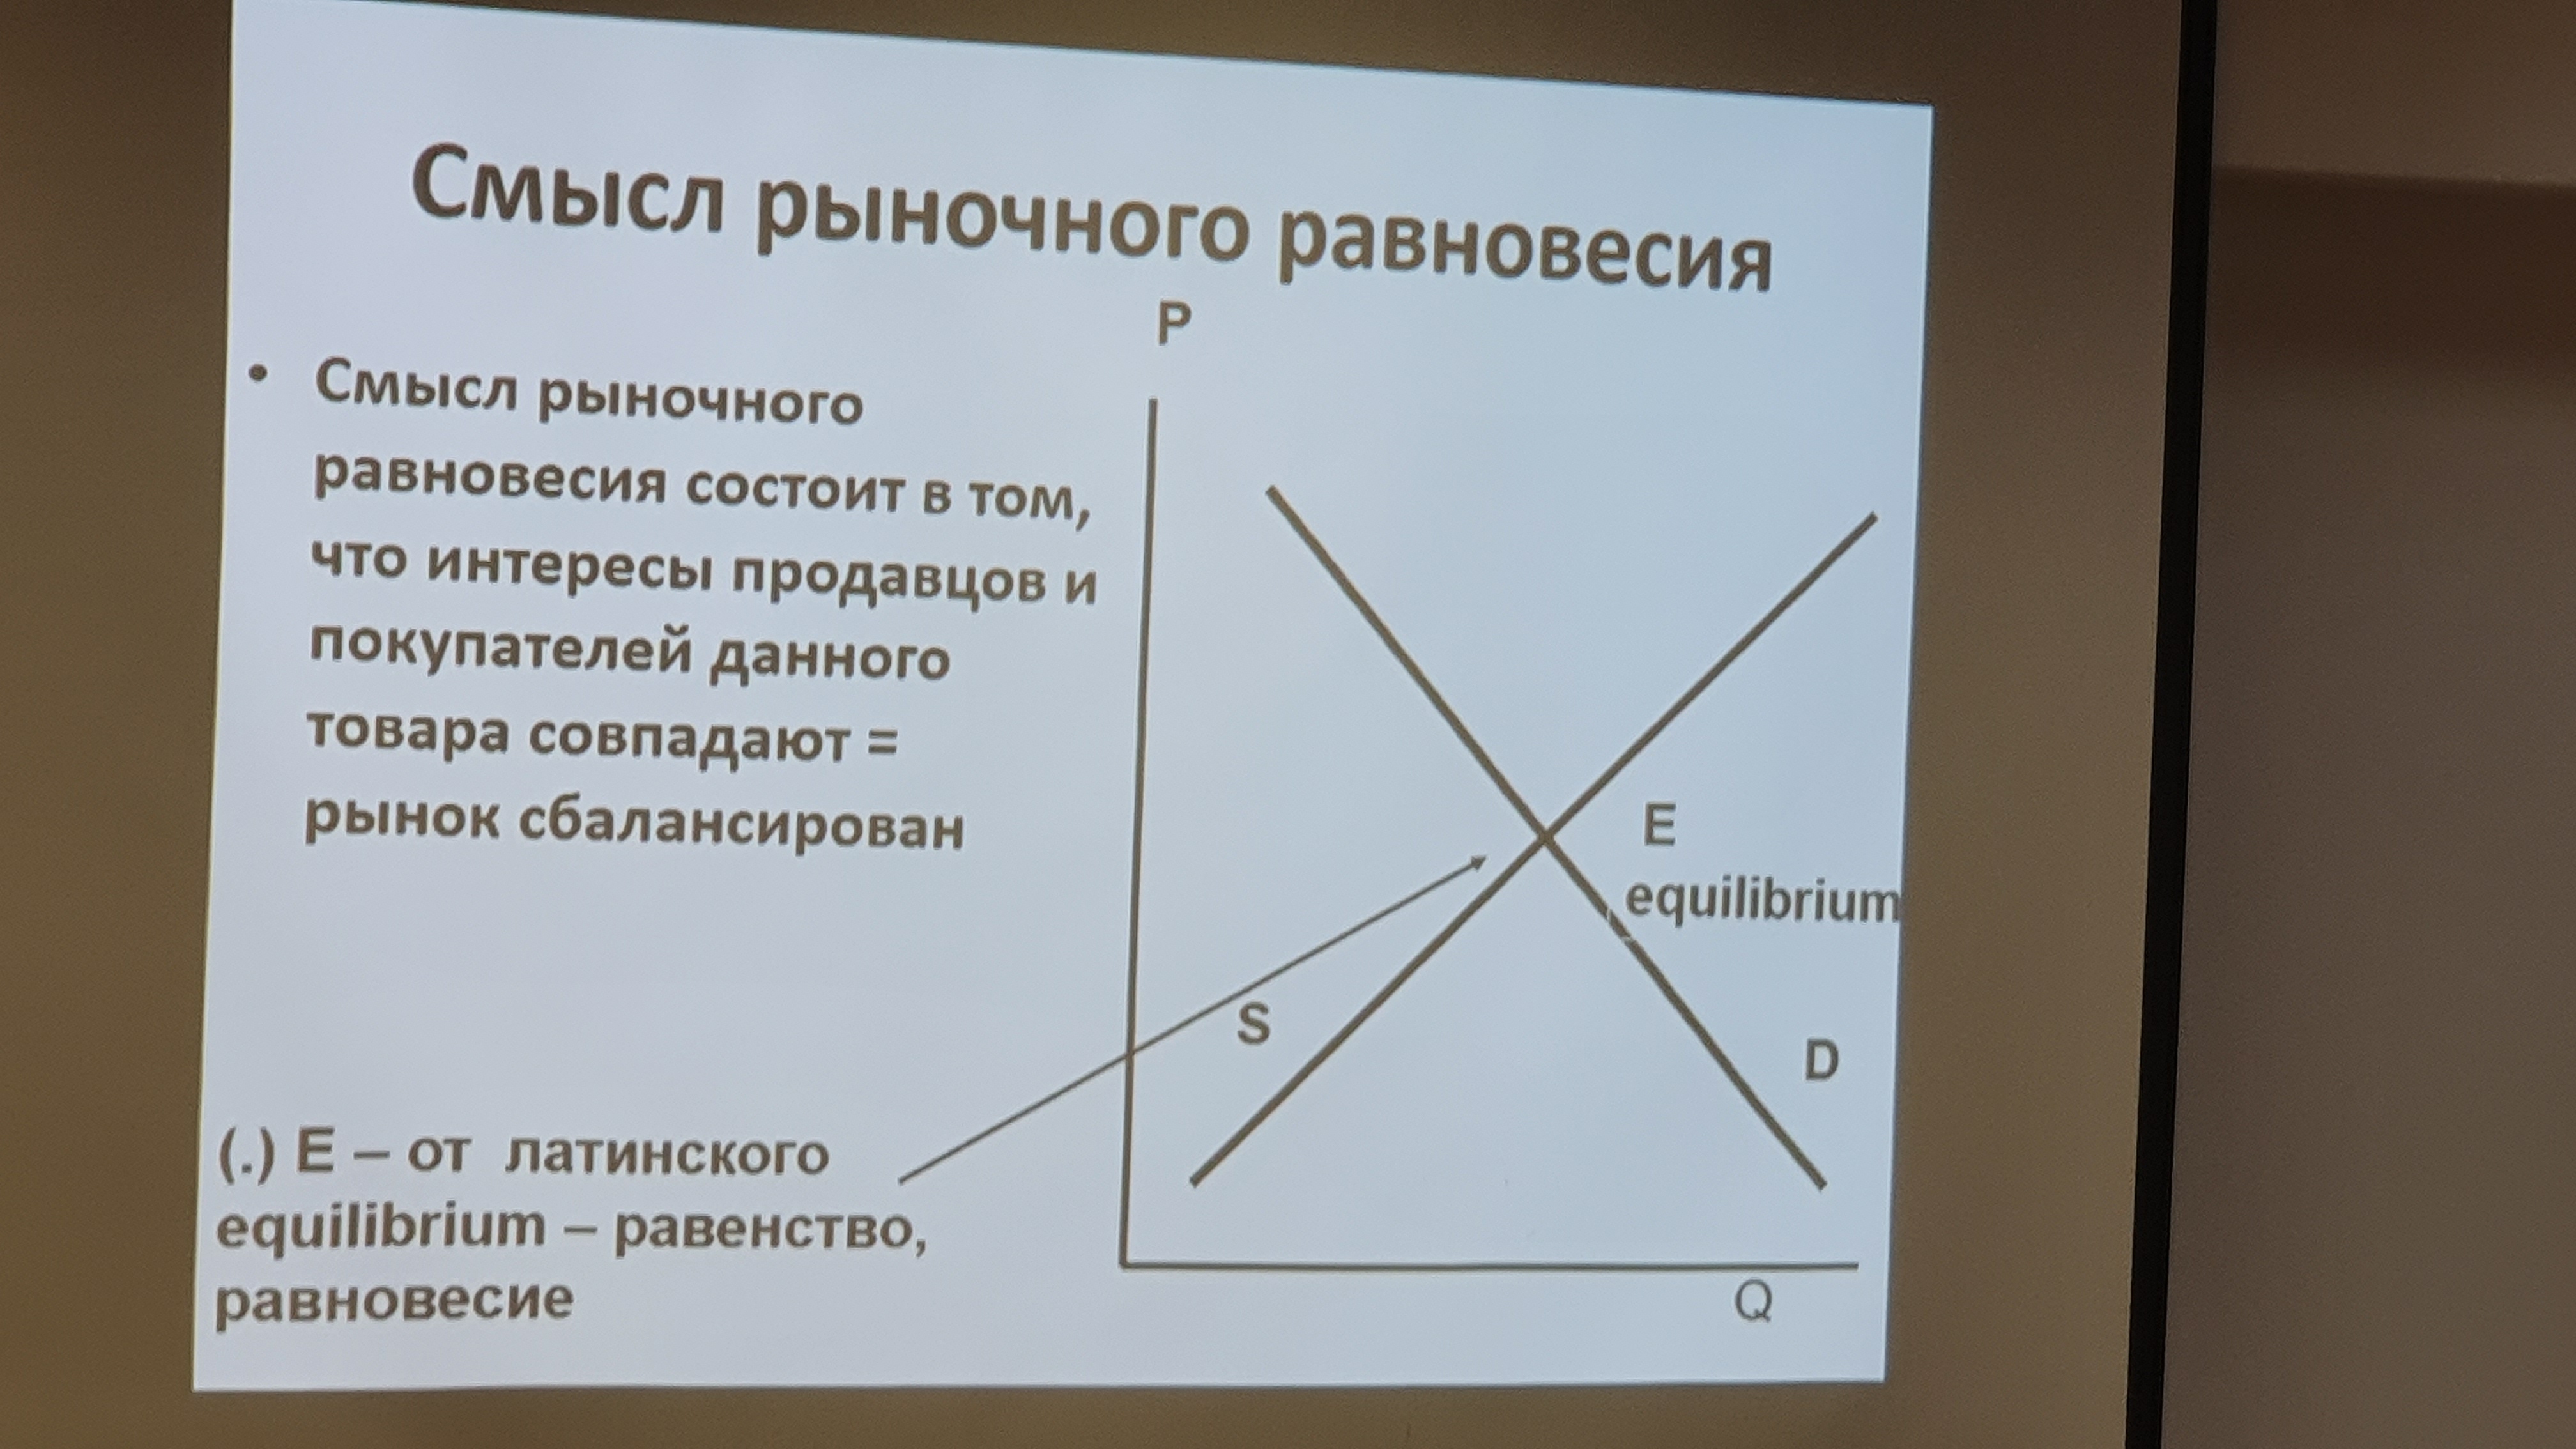 Смысл рыночного равновесия
• Смысл рыночного
равновесия состоит в том,
что интересы продавцов и
покупателей данного
товара совпадают =
рынок сбалансирован
(.) E – от латинского
equilibrium – равенство,
равновесие
P
E
equilibrium
S
D
Q